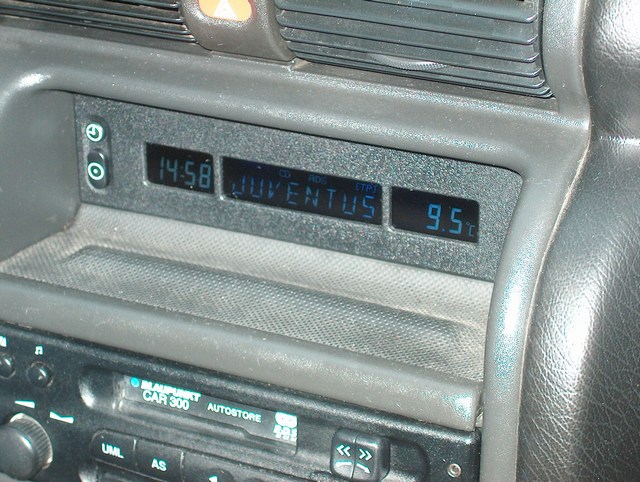 14:58
CD RDS [TP]
JUVENTUS
9.5°C
BLAUPUNKT
CAR 300
AUTOSTORE
UML
AS